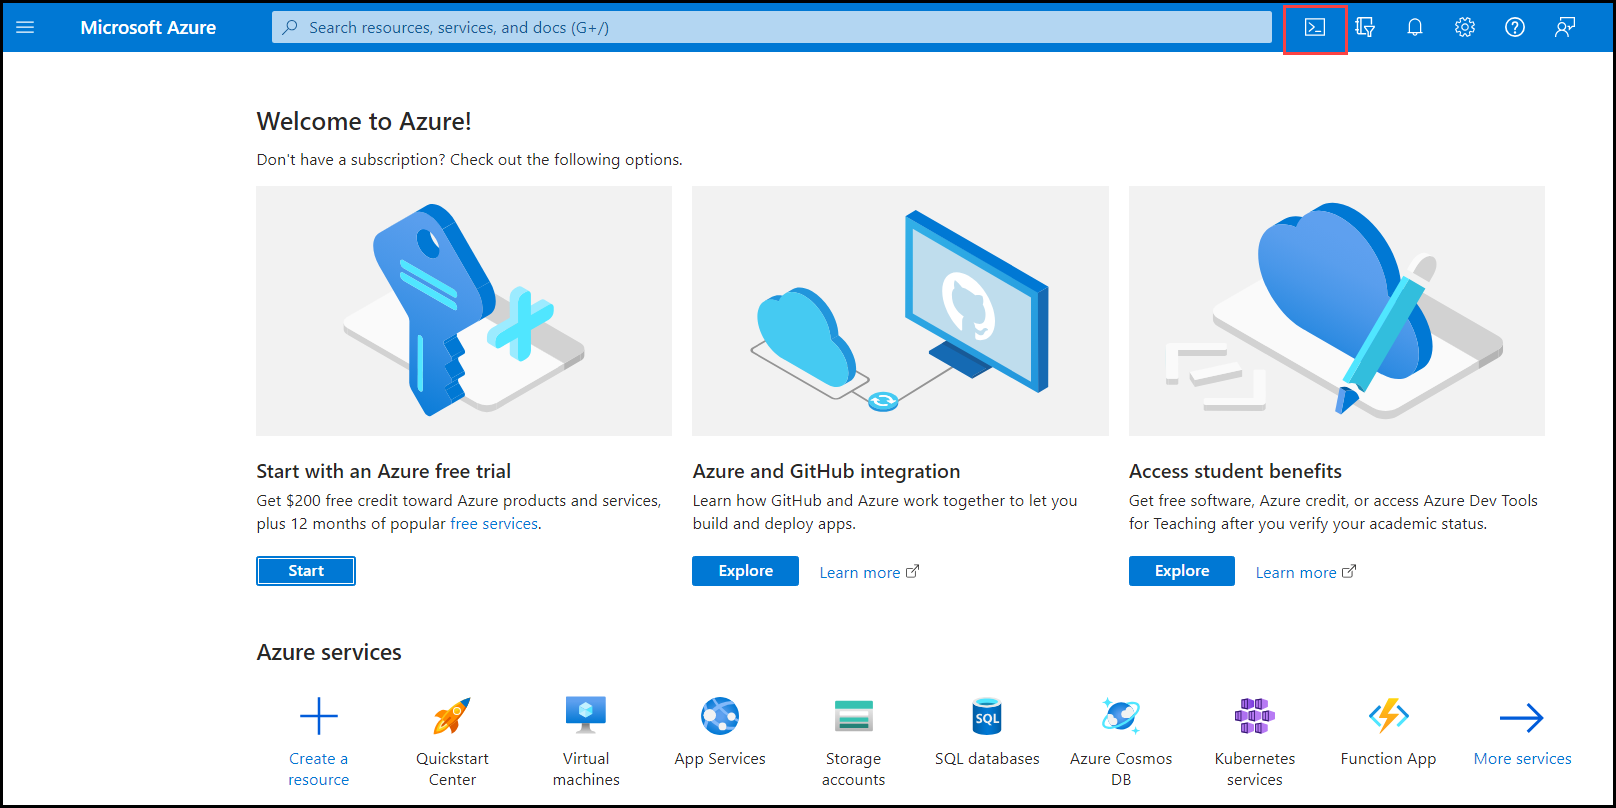 Microsoft Azure
Search resources, services, and docs (G+/)
Welcome to Azure!
Don't have a subscription? Check out the following options.
Start with an Azure free trial
Get $200 free credit toward Azure products and services,
plus 12 months of popular free services.
Start
Azure and GitHub integration
Learn how GitHub and Azure work together to let you
build and deploy apps.
Explore
Learn more
Access student benefits
Get free software, Azure credit, or access Azure Dev Tools
for Teaching after you verify your academic status.
Explore
Learn more
Azure services
Create a
resource
Quickstart
Center
Virtual
machines
App Services
Storage
accounts
SQL
SQL databases
Azure Cosmos
DB
Kubernetes
services
Function App
More services